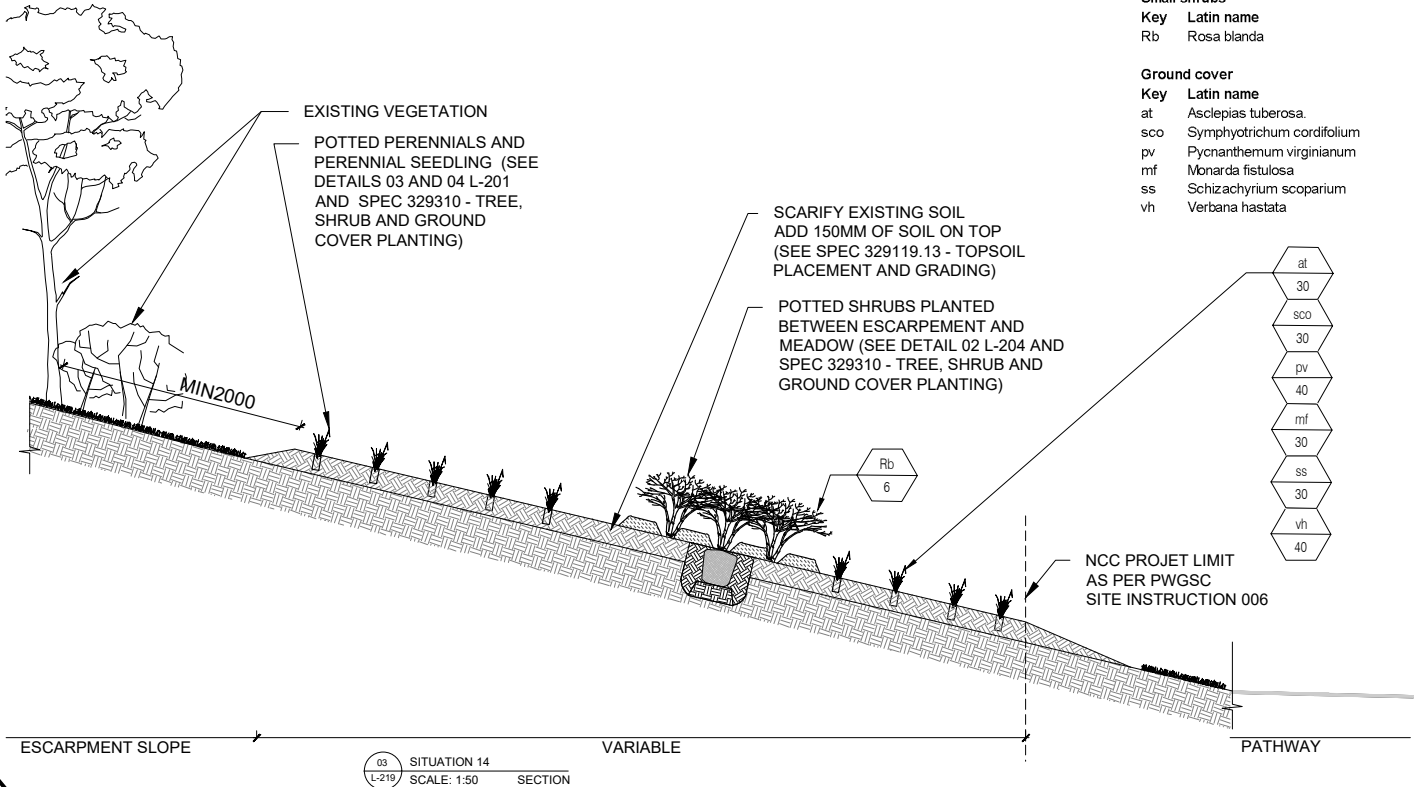 Small shrubs
Key Latin name
Rb Rosa blanda
Ground cover
Key Latin name
at Asclepias tuberosa.
sco Symphyotrichum cordifolium
pv Pycnanthemum virginianum
mf Monarda fistulosa
ss Schizachyrium scoparium
vh Verbana hastata
EXISTING VEGETATION
POTTED PERENNIALS AND
PERENNIAL SEEDLING (SEE
DETAILS 03 AND 04 L-201
AND SPEC 329310 - TREE,
SHRUB AND GROUND
COVER PLANTING)
SCARIFY EXISTING SOIL
ADD 150MM OF SOIL ON TOP
(SEE SPEC 329119.13 - TOPSOIL
PLACEMENT AND GRADING)
POTTED SHRUBS PLANTED
BETWEEN ESCARPEMENT AND
MEADOW (SEE DETAIL 02 L-204 AND
SPEC 329310 - TREE, SHRUB AND
GROUND COVER PLANTING)
at
30
sco
30
pv
40
mf
30
ss
30
vh
40
MIN2000
Rb
6
NCC PROJET LIMIT
AS PER PWGSC
SITE INSTRUCTION 006
ESCARPMENT SLOPE
VARIABLE
PATHWAY
03
L-219
SITUATION 14
SCALE: 1:50 SECTION